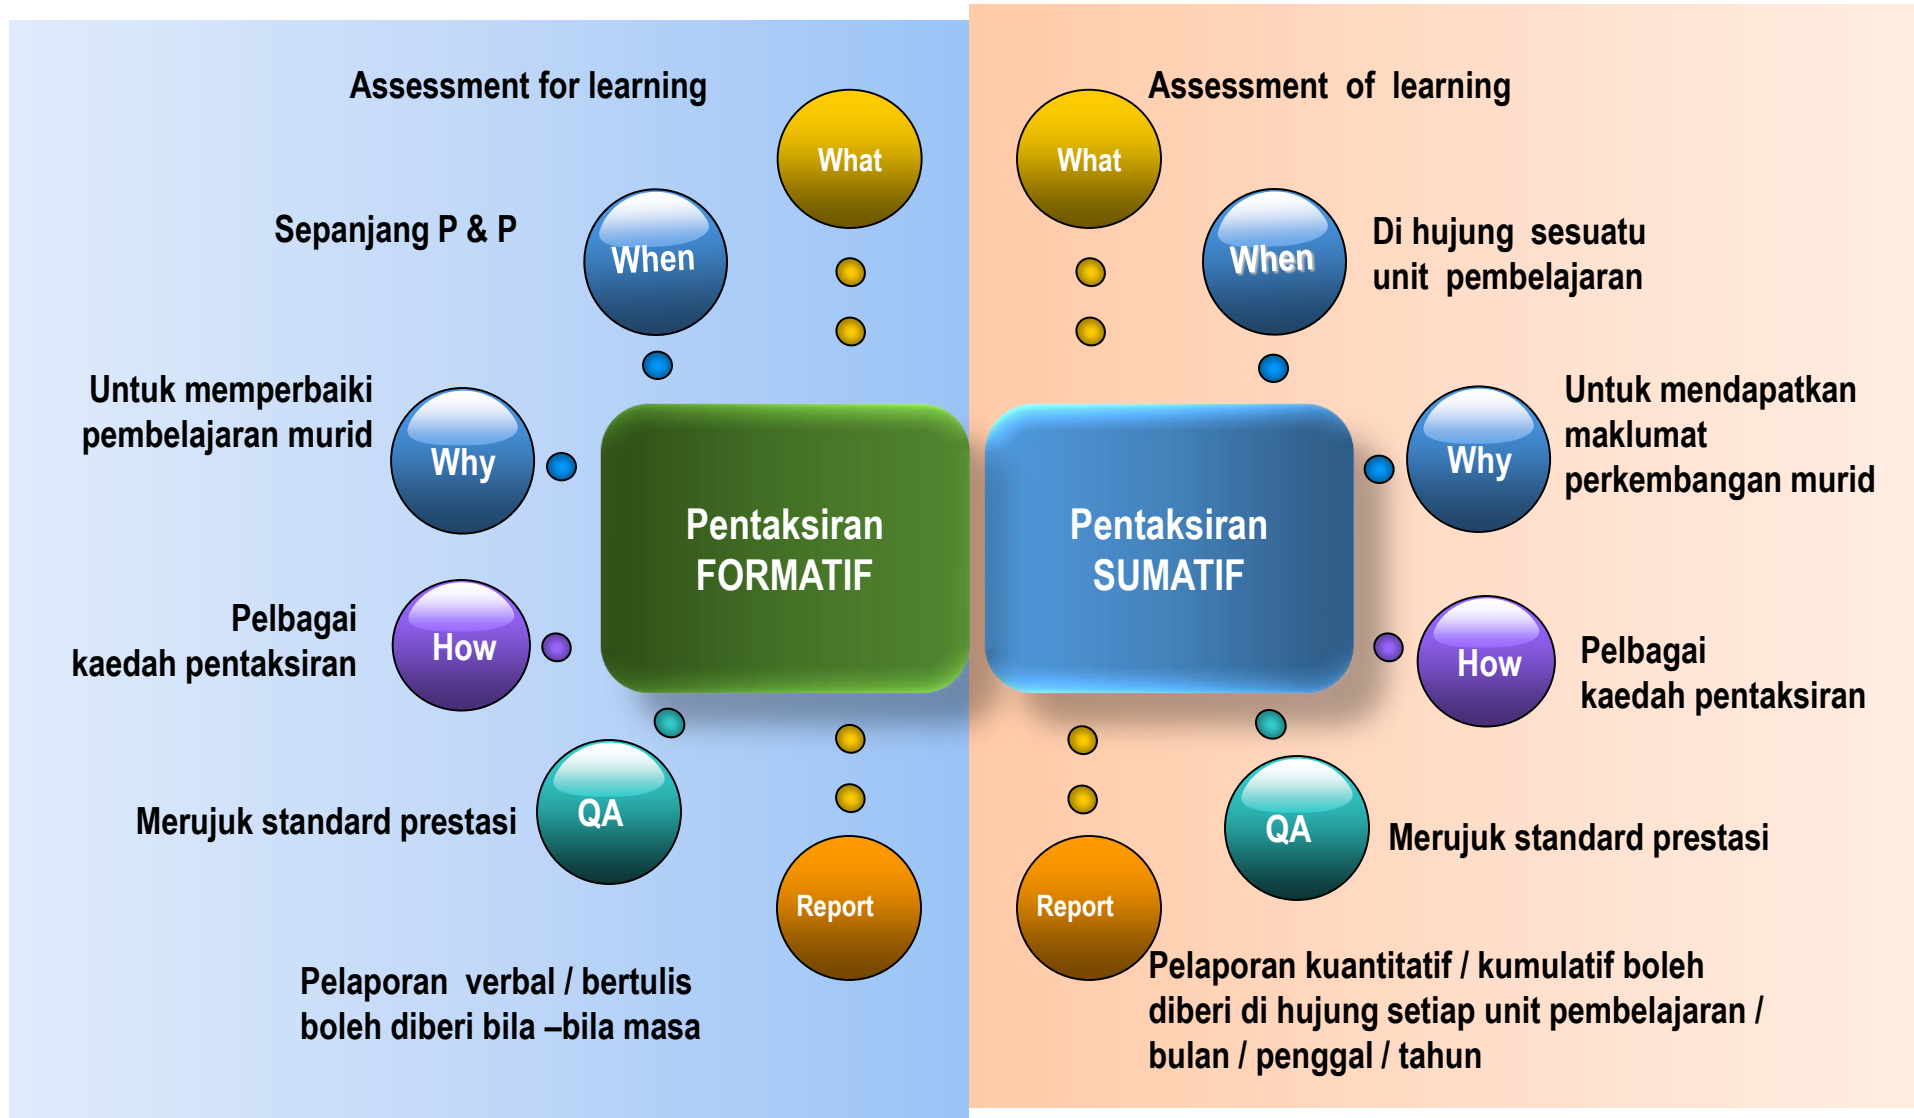 Assessment for learning
What
Sepanjang P & P
When
Untuk memperbaiki
pembelajaran murid
Why
Pentaksiran
FORMATIF
Pelbagai
kaedah pentaksiran
How
Merujuk standard prestasi
QA
Report
Pelaporan verbal / bertulis
boleh diberi bila –bila masa
Assessment of learning
What
When
Di hujung sesuatu
unit pembelajaran
Why
Untuk mendapatkan
maklumat
perkembangan murid
Pentaksiran
SUMATIF
How
Pelbagai
kaedah pentaksiran
QA
Merujuk standard prestasi
Report
Pelaporan kuantitatif / kumulatif boleh
diberi di hujung setiap unit pembelajaran /
bulan / penggal / tahun